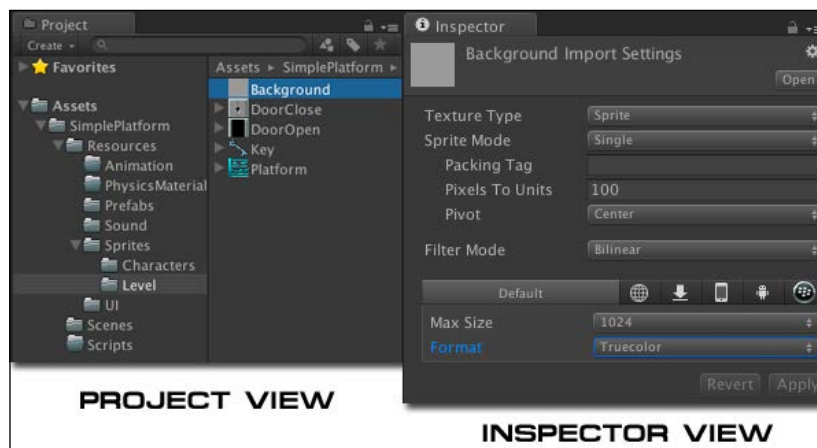 Project
Create
Favorites
Assets
SimplePlatform
Resources
Animation
PhysicsMaterial
Prefabs
Sound
Sprites
Characters
Level
UI
Scenes
Scripts
Assets ▸ SimplePlatform ▸
Background
DoorClose
DoorOpen
Key
Platform
PROJECT VIEW
Inspector
Background Import Settings
Open
Texture Type Sprite
Sprite Mode Single
Packing Tag
Pixels To Units 100
Pivot Center
Filter Mode Bilinear
Default
Max Size 1024
Format Truecolor
Revert Apply
INSPECTOR VIEW